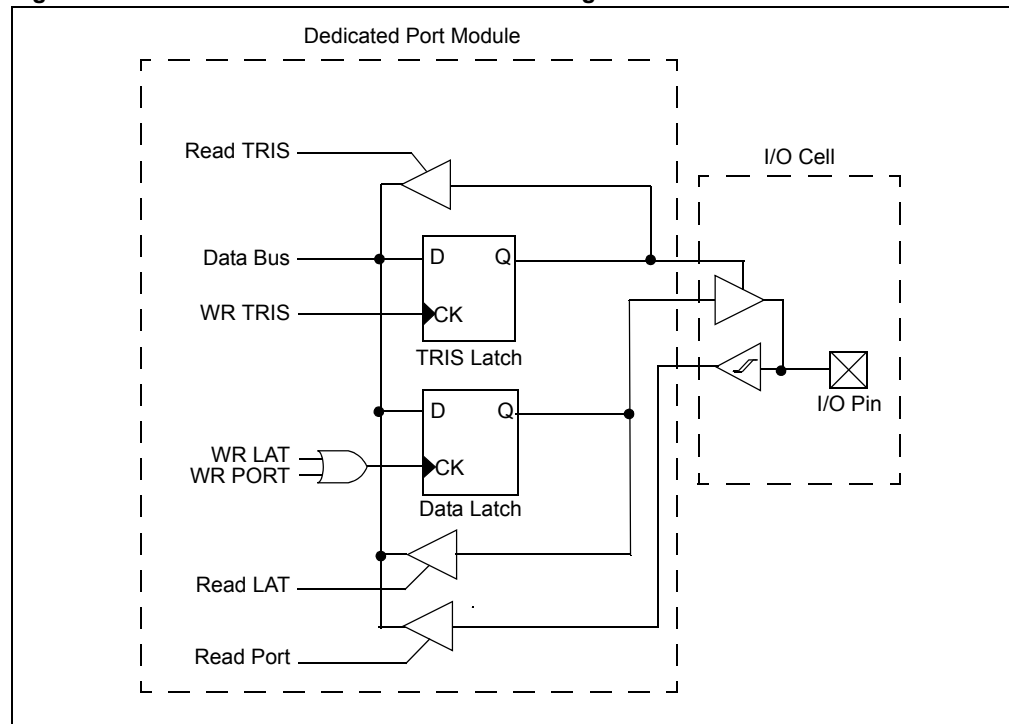 Dedicated Port Module
Read TRIS
I/O Cell
Data Bus
D Q
WR TRIS
CK
TRIS Latch
I/O Pin
D Q
WR LAT
WR PORT
CK
Data Latch
Read LAT
Read Port